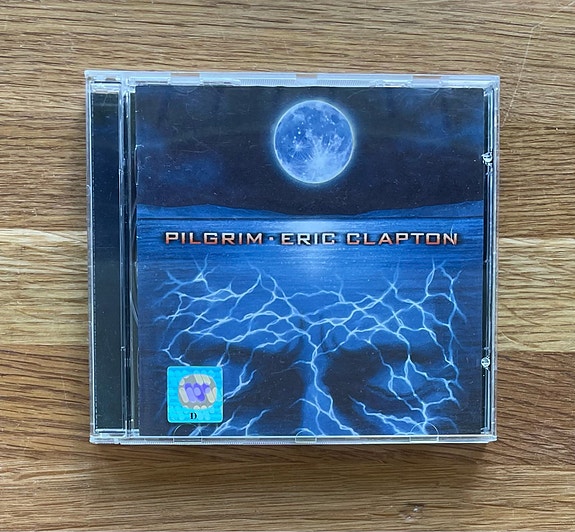 PILGRIM · ERIC CLAPTON
D